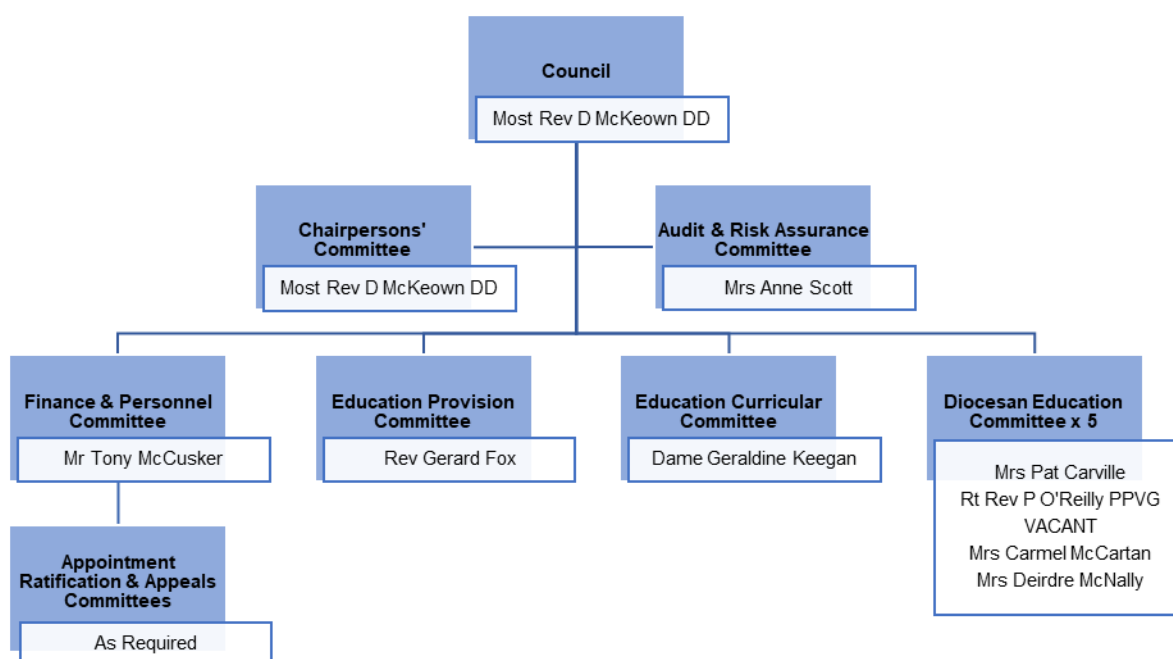 Council
Most Rev D McKeown DD
Chairpersons'
Committee
Most Rev D McKeown DD
Audit & Risk Assurance
Committee
Mrs Anne Scott
Finance & Personnel
Committee
Mr Tony McCusker
Education Provision
Committee
Rev Gerard Fox
Education Curricular
Committee
Dame Geraldine Keegan
Diocesan Education
Committee x 5
Mrs Pat Carville
Rt Rev P O'Reilly PPVG
VACANT
Mrs Carmel McCartan
Mrs Deirdre McNally
Appointment
Ratification & Appeals
Committees
As Required